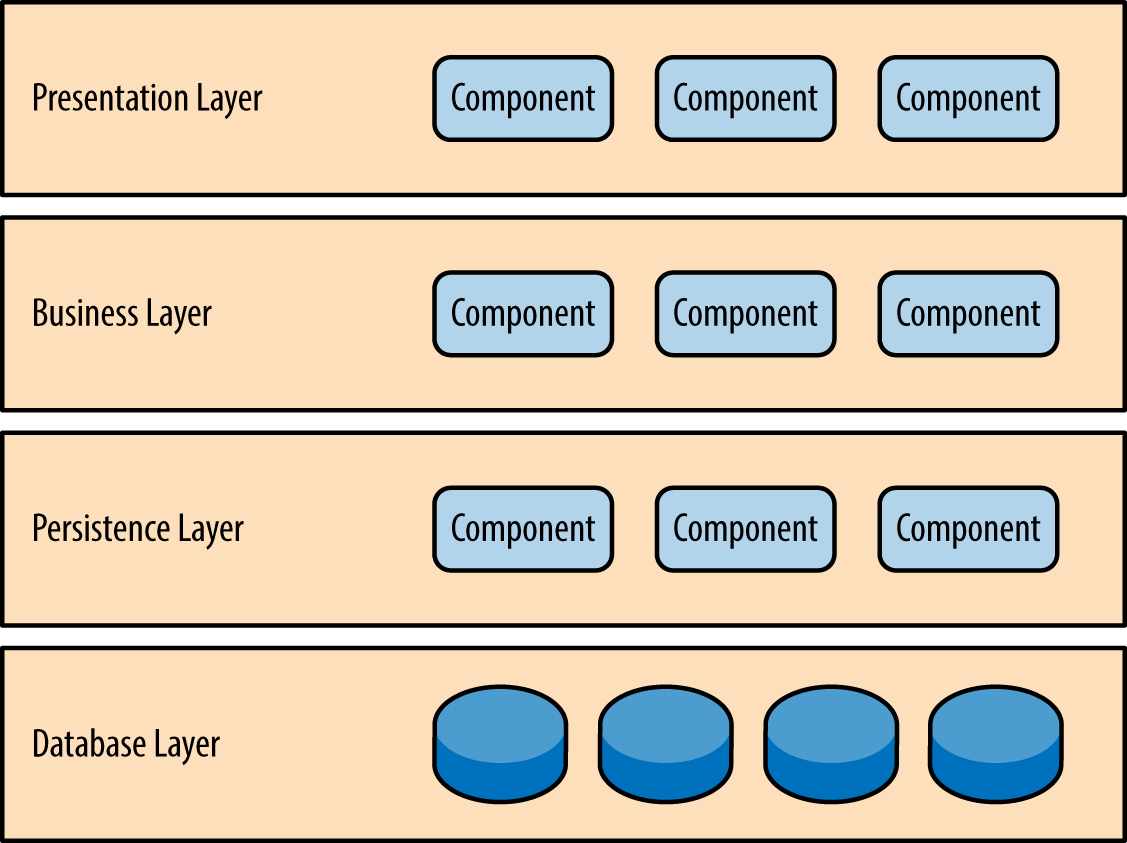 Presentation Layer
Component Component Component
Business Layer
Component Component Component
Persistence Layer
Component Component Component
Database Layer